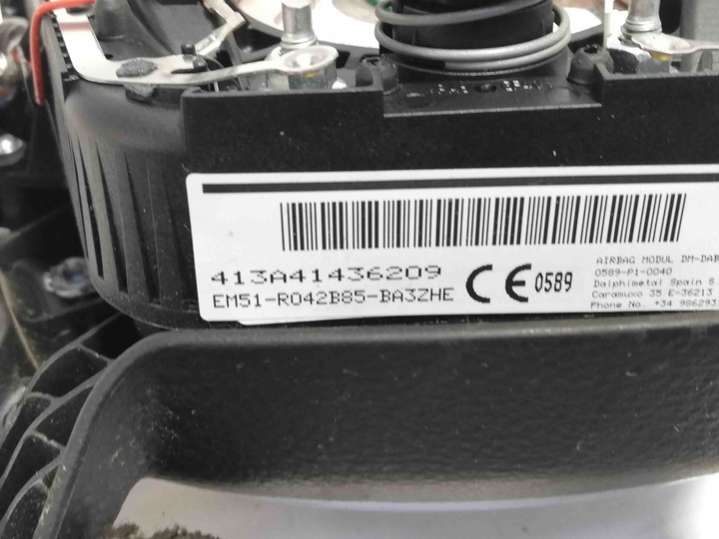 413A41436209
EM51-R042B85-BA3ZHE
CE 0589
AIRBAG MODUL DM-DAB
0589-P1-0040
Dalphimetal Spain S.
Caramuxo 35 E-36213
Phone No. +34 986293